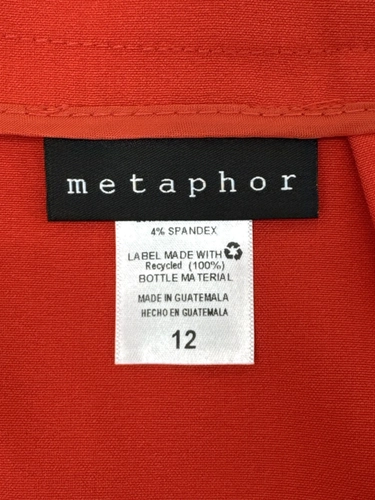 metaphor
4% SPANDEX
LABEL MADE WITH
Recycled (100%)
BOTTLE MATERIAL
MADE IN GUATEMALA
HECHO EN GUATEMALA
12